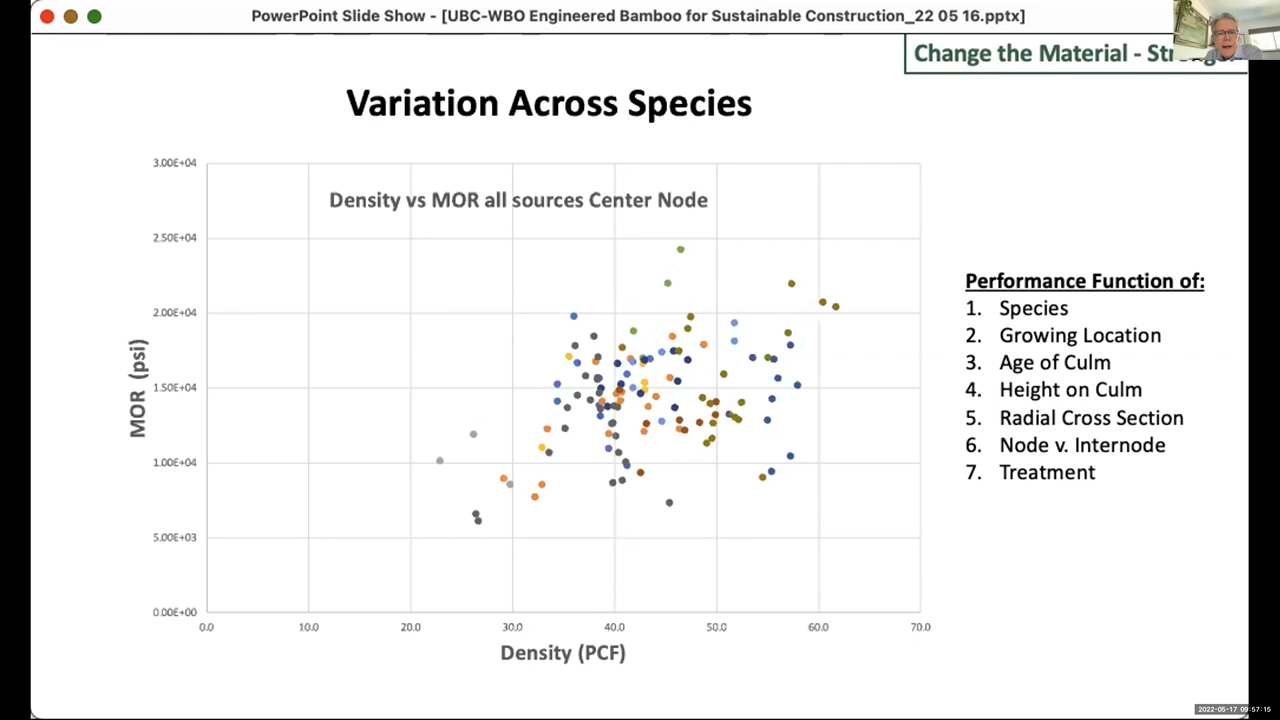 PowerPoint Slide Show - [UBC-WBO Engineered Bamboo for Sustainable Construction_22 05 16.pptx]
Change the Material -
Variation Across Species
Density vs MOR all sources Center Node
3.00E+04
2.50E+04
2.00E+04
1.50E+04
1.00E+04
5.00E+03
0.00E+00
MOR (psi)
0.0 10.0 20.0 30.0 40.0 50.0 60.0 70.0
Density (PCF)
Performance Function of:
1. Species
2. Growing Location
3. Age of Culm
4. Height on Culm
5. Radial Cross Section
6. Node v. Internode
7. Treatment
2022-05-17 09:57:15